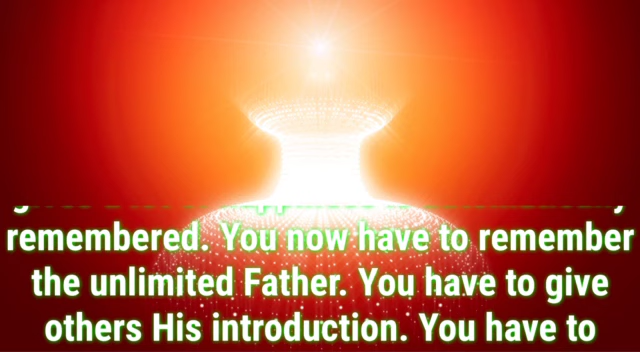 remembered. You now have to remember
the unlimited Father. You have to give
others His introduction. You have to